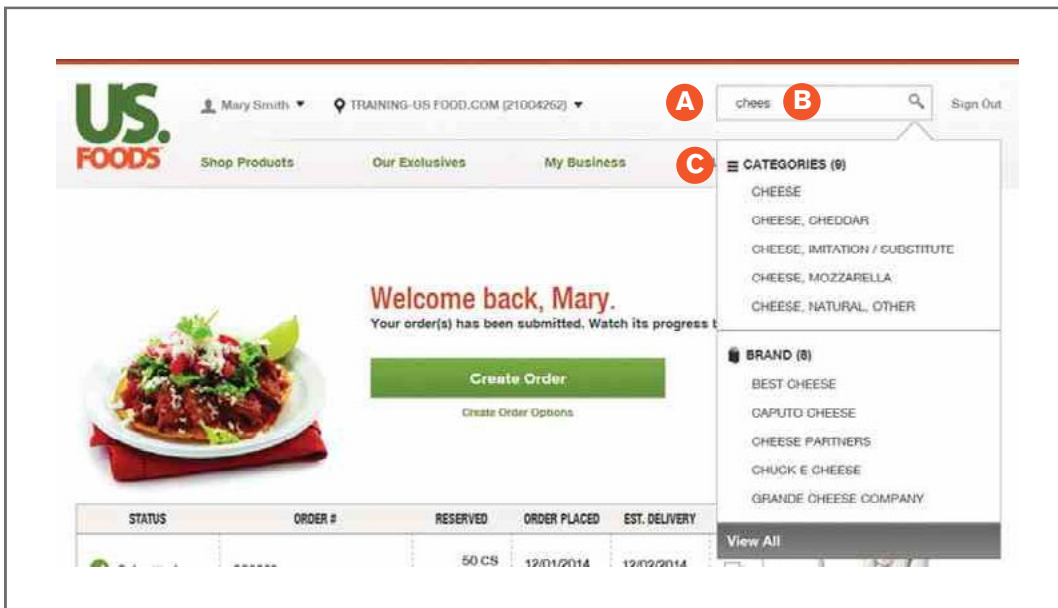 US.
FOODS
Mary Smith
TRAINING-US FOOD.COM (21004262)
A
chees
B
Sign Out
Shop Products
Our Exclusives
My Business
C
CATEGORIES (9)
CHEESE
CHEESE, CHEDDAR
CHEESE, IMITATION / SUBSTITUTE
CHEESE, MOZZARELLA
CHEESE, NATURAL, OTHER
Welcome back, Mary.
Your order(s) has been submitted. Watch its progress
Create Order
Create Order Options
BRAND (8)
BEST CHEESE
CAPUTO CHEESE
CHEESE PARTNERS
CHUCK E CHEESE
GRANDE CHEESE COMPANY
View All
STATUS
ORDER #
RESERVED
ORDER PLACED
EST. DELIVERY
50 CS
12/01/2014
12/02/2014